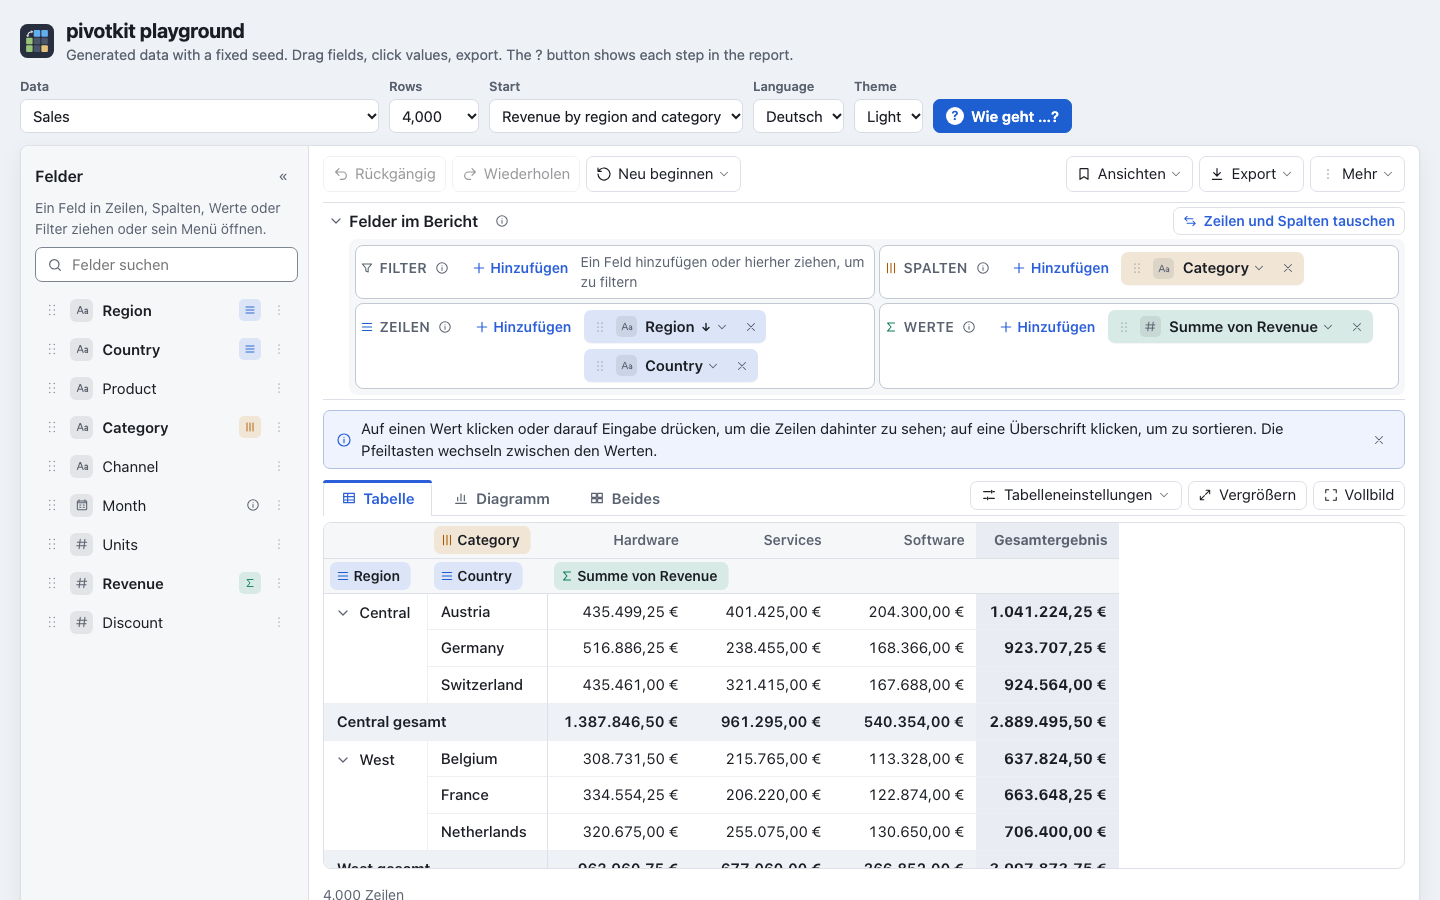 pivotkit playground
Generated data with a fixed seed. Drag fields, click values, export. The ? button shows each step in the report.
Data Rows Start Language Theme
Sales 4,000 Revenue by region and category Deutsch Light ? Wie geht ...?
Felder «
Ein Feld in Zeilen, Spalten, Werte oder
Filter ziehen oder sein Menü öffnen.
Felder suchen
Aa Region
Aa Country
Aa Product
Aa Category
Aa Channel
Month
# Units
# Revenue Σ
# Discount
Rückgängig Wiederholen Neu beginnen Ansichten Export Mehr
Felder im Bericht Zeilen und Spalten tauschen
FILTER + Hinzufügen Ein Feld hinzufügen oder hierher ziehen, um
zu filtern
SPALTEN + Hinzufügen Aa Category
ZEILEN + Hinzufügen Aa Region ↓
Aa Country
Σ WERTE + Hinzufügen # Summe von Revenue
Auf einen Wert klicken oder darauf Eingabe drücken, um die Zeilen dahinter zu sehen; auf eine Überschrift klicken, um zu sortieren. Die
Pfeiltasten wechseln zwischen den Werten.
Tabelle Diagramm Beides Tabelleneinstellungen Vergrößern Vollbild
Category Hardware Services Software Gesamtergebnis
Region Country Σ Summe von Revenue
Central Austria 435.499,25 € 401.425,00 € 204.300,00 € 1.041.224,25 €
Germany 516.886,25 € 238.455,00 € 168.366,00 € 923.707,25 €
Switzerland 435.461,00 € 321.415,00 € 167.688,00 € 924.564,00 €
Central gesamt 1.387.846,50 € 961.295,00 € 540.354,00 € 2.889.495,50 €
West Belgium 308.731,50 € 215.765,00 € 113.328,00 € 637.824,50 €
France 334.554,25 € 206.220,00 € 122.874,00 € 663.648,25 €
Netherlands 320.675,00 € 255.075,00 € 130.650,00 € 706.400,00 €
West gesamt
4.000 Zeilen